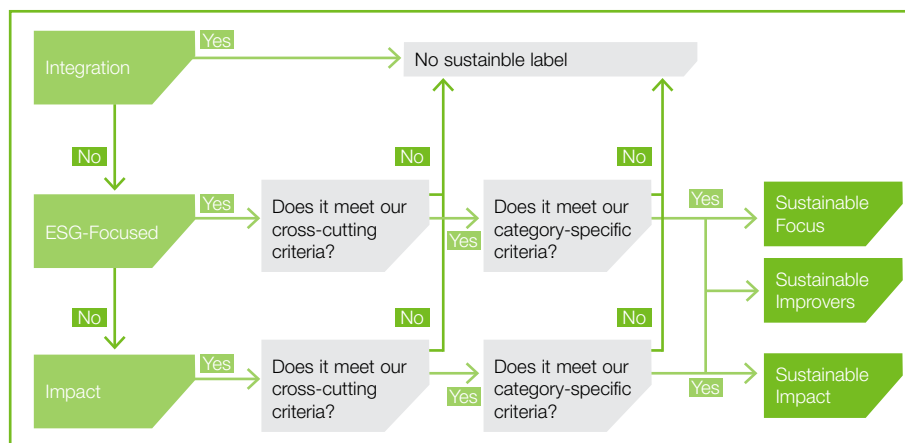 Yes
Integration
No sustainble label
No
No
No
ESG-Focused
Yes
Does it meet our
cross-cutting
criteria?
Yes
Does it meet our
category-specific
criteria?
Yes
Sustainable
Focus
Sustainable
Improvers
No
No
No
Impact
Yes
Does it meet our
cross-cutting
criteria?
Yes
Does it meet our
category-specific
criteria?
Yes
Sustainable
Impact